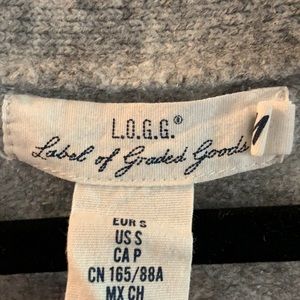 L.O.G.G.®
Label of Graded Goods
EUR S
US S
CA P
CN 165/88A
MX CH